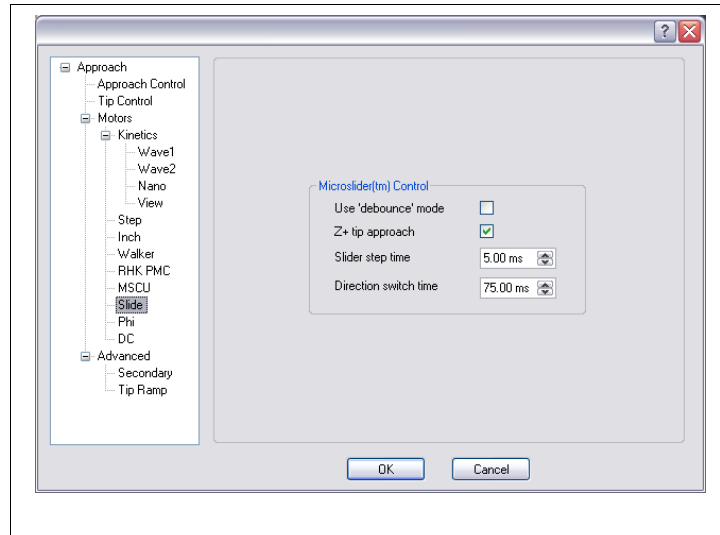 Approach
Approach Control
Tip Control
Motors
Kinetics
Wave1
Wave2
Nano
View
Step
Inch
Walker
RHK PMC
MSCU
Slide
Phi
DC
Advanced
Secondary
Tip Ramp
Microslider(tm) Control
Use 'debounce' mode
Z+ tip approach
Slider step time 5.00 ms
Direction switch time 75.00 ms
OK Cancel